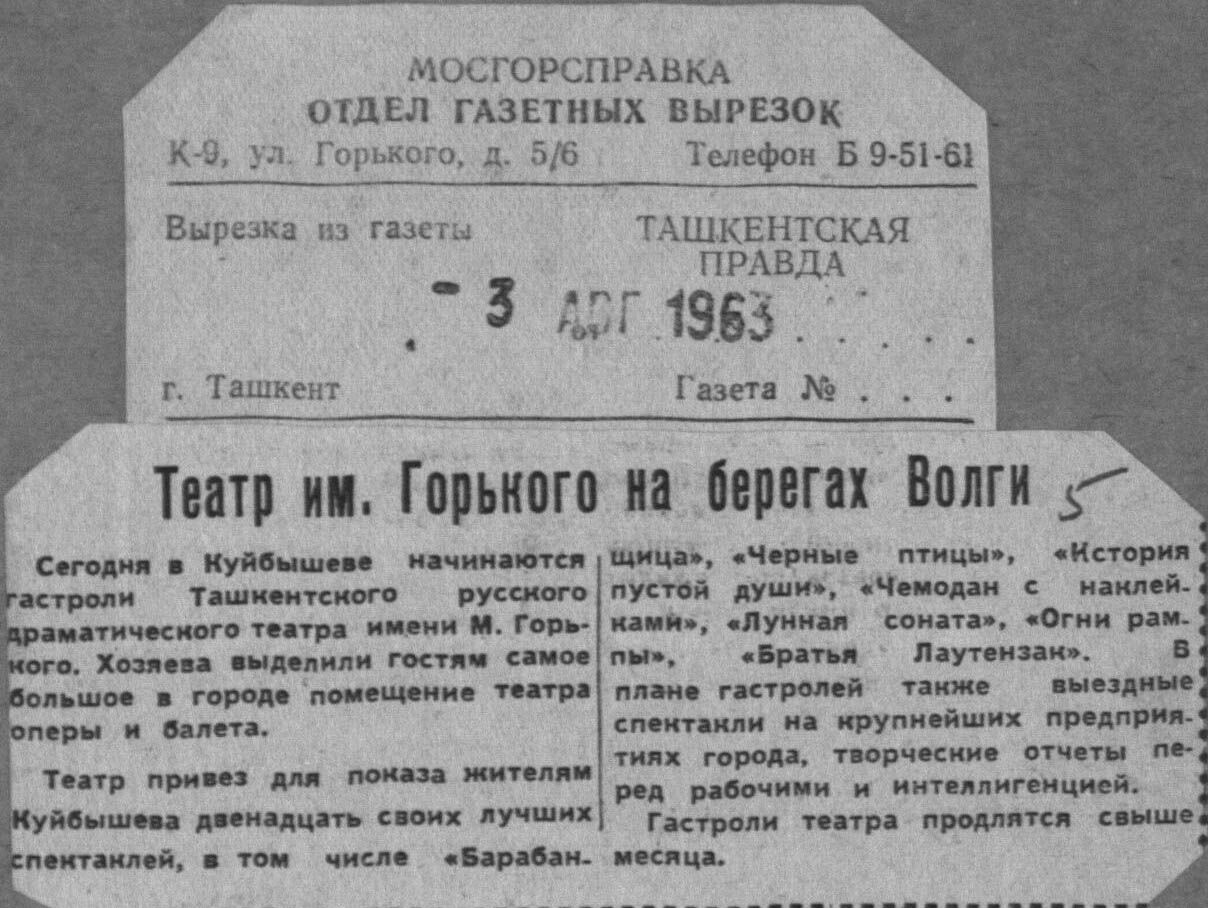 МОСГОРСПРАВКА
ОТДЕЛ ГАЗЕТНЫХ ВЫРЕЗОК
К-9, ул. Горького, д. 5/6 Телефон Б 9-51-61
Вырезка из газеты
ТАШКЕНТСКАЯ
ПРАВДА
- 3 АВГ 1963
от . . . . . . . .
г. Ташкент Газета № . . .
Театр им. Горького на берегах Волги 5
Сегодня в Куйбышеве начинаются
гастроли Ташкентского русского
драматического театра имени М. Горь-
кого. Хозяева выделили гостям самое
большое в городе помещение театра
оперы и балета.
Театр привез для показа жителям
Куйбышева двенадцать своих лучших
спектаклей, в том числе «Барабан-
щица», «Черные птицы», «Кстория
пустой души», «Чемодан с наклей-
ками», «Лунная соната», «Огни рам-
пы», «Братья Лаутензак». В
плане гастролей также выездные
спектакли на крупнейших предприя-
тиях города, творческие отчеты пе-
ред рабочими и интеллигенцией.
Гастроли театра продлятся свыше
месяца.